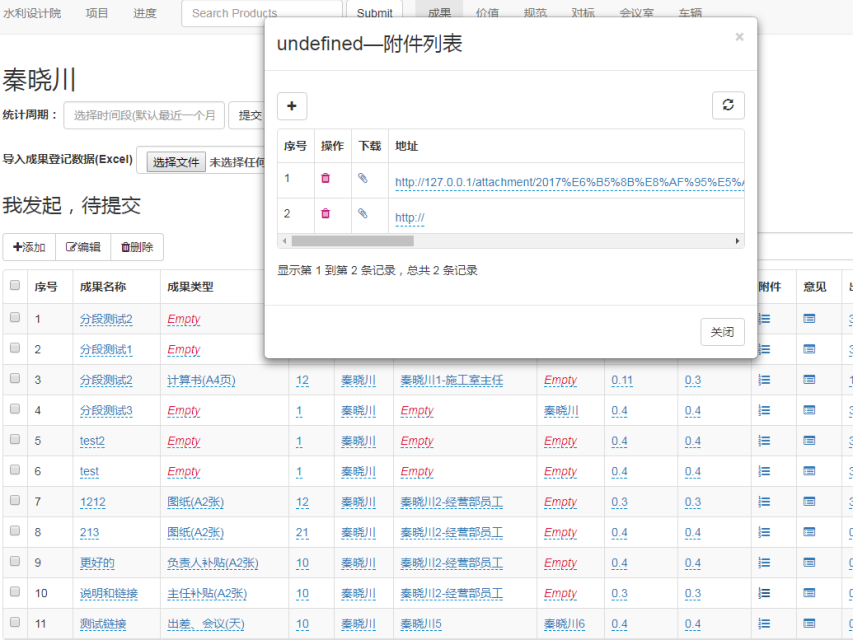 水利设计院 项目 进度 Search Products Submit 成果 价值 规范 对标 会议室 车辆
undefined—附件列表 ×
秦晓川
统计周期： 选择时间段(默认最近一个月 提交
序号 操作 下载 地址
导入成果登记数据(Excel) 选择文件 未选择任何
1 http://127.0.0.1/attachment/2017%E6%B5%8B%E8%AF%95%E5%A
我发起，待提交
2 http://
添加 编辑 删除
显示第 1 到第 2 条记录，总共 2 条记录
序号 成果名称 成果类型 附件 意见
1 分段测试2 Empty
关闭
2 分段测试1 Empty
3 分段测试2 计算书(A4页) 12 秦晓川 秦晓川1-施工室主任 Empty 0.11 0.3
4 分段测试3 Empty 1 秦晓川 Empty 秦晓川 0.4 0.4
5 test2 Empty 1 秦晓川 Empty Empty 0.4 0.4
6 test Empty 1 秦晓川 Empty Empty 0.4 0.4
7 1212 图纸(A2张) 12 秦晓川 秦晓川2-经营部员工 Empty 0.3 0.3
8 213 图纸(A2张) 21 秦晓川 秦晓川2-经营部员工 Empty 0.4 0.4
9 更好的 负责人补贴(A2张) 10 秦晓川 秦晓川2-经营部员工 Empty 0.4 0.4
10 说明和链接 主任补贴(A2张) 10 秦晓川 秦晓川2-经营部员工 Empty 0.3 0.3
11 测试链接 出差、会议(天) 10 秦晓川 秦晓川5 秦晓川6 0.4 0.4